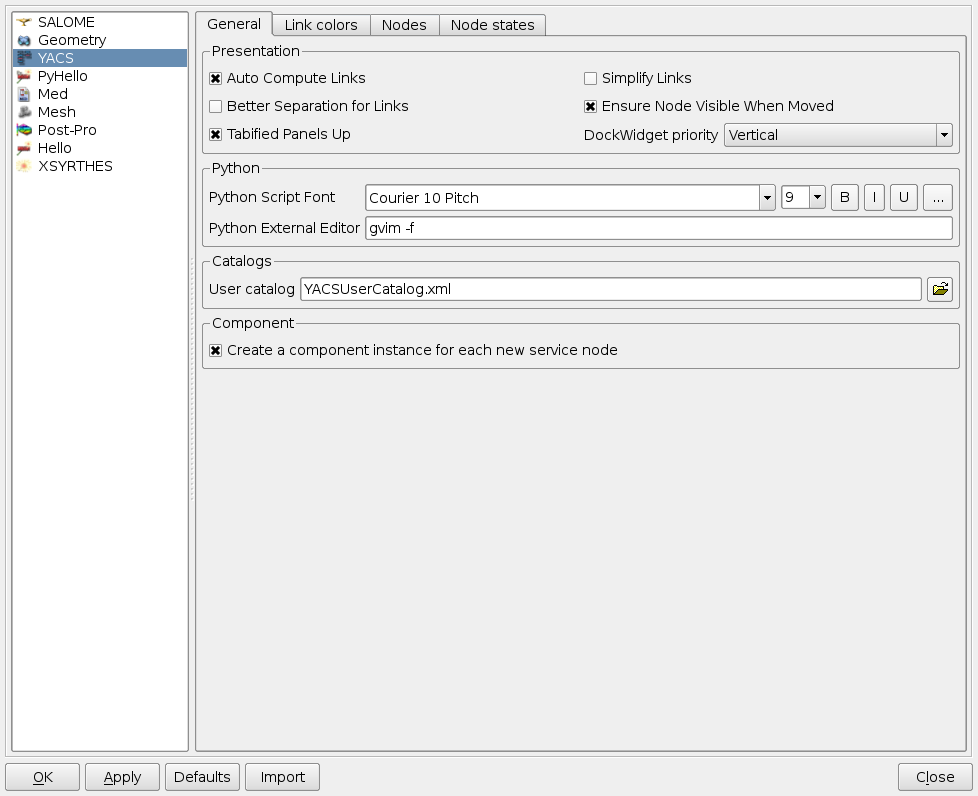 SALOME
Geometry
YACS
PyHello
Med
Mesh
Post-Pro
Hello
XSYRTHES
General Link colors Nodes Node states
Presentation
Auto Compute Links Simplify Links
Better Separation for Links Ensure Node Visible When Moved
Tabified Panels Up DockWidget priority Vertical
Python
Python Script Font Courier 10 Pitch 9 B I U ...
Python External Editor gvim -f
Catalogs
User catalog YACSUserCatalog.xml
Component
Create a component instance for each new service node
OK Apply Defaults Import Close